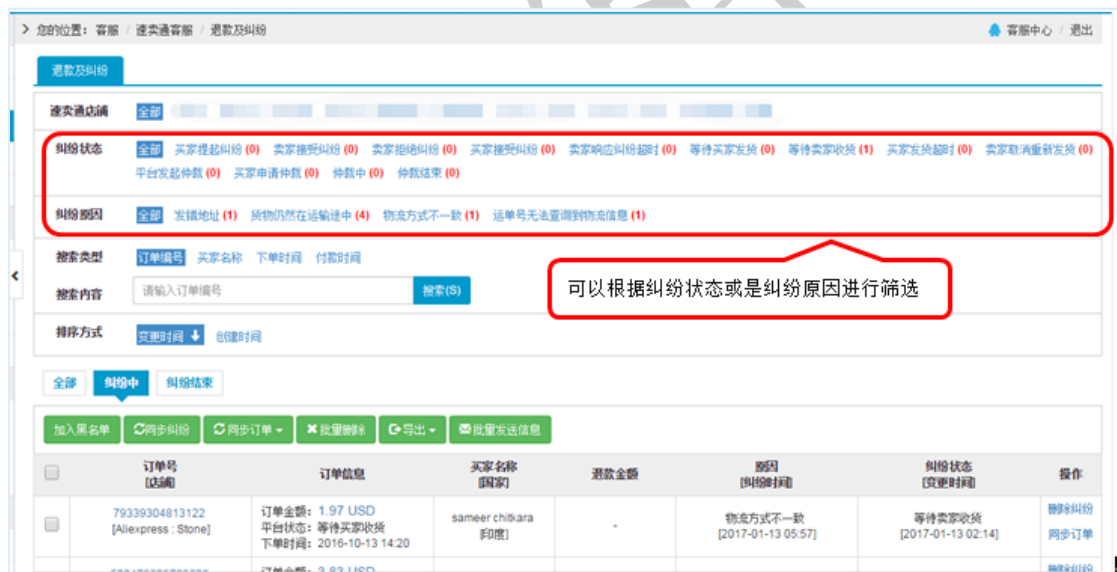 您的位置：客服 / 速卖通客服 / 退款及纠纷
客服中心 / 退出
退款及纠纷
速卖通店铺 全部
纠纷状态 全部 买家提起纠纷 (0) 卖家接受纠纷 (0) 卖家拒绝纠纷 (0) 买家接受纠纷 (0) 卖家响应纠纷超时 (0) 等待买家发货 (0) 等待卖家收货 (1) 买家发货超时 (0) 卖家取消重新发货 (0)
平台发起仲裁 (0) 买家申请仲裁 (0) 仲裁中 (0) 仲裁结束 (0)
纠纷原因 全部 发错地址 (1) 货物仍然在运输途中 (4) 物流方式不一致 (1) 运单号无法查询到物流信息 (1)
搜索类型 订单编号 买家名称 下单时间 付款时间
搜索内容 请输入订单编号 搜索(S)
可以根据纠纷状态或是纠纷原因进行筛选
排序方式 变更时间 创建时间
全部 纠纷中 纠纷结束
加入黑名单 同步纠纷 同步订单 批量删除 导出 批量发送信息
订单号 订单信息 买家名称 退款金额 原因 纠纷状态 操作
[店铺] [国家] [纠纷时间] [变更时间]
79339304813122 订单金额：1.97 USD sameer chitkara - 物流方式不一致 等待卖家收货 删除纠纷
[Aliexpress : Stone] 平台状态：等待买家收货 [印度] [2017-01-13 05:57] [2017-01-13 02:14] 同步订单
下单时间：2016-10-13 14:20
订单金额：3.83 USD 删除纠纷